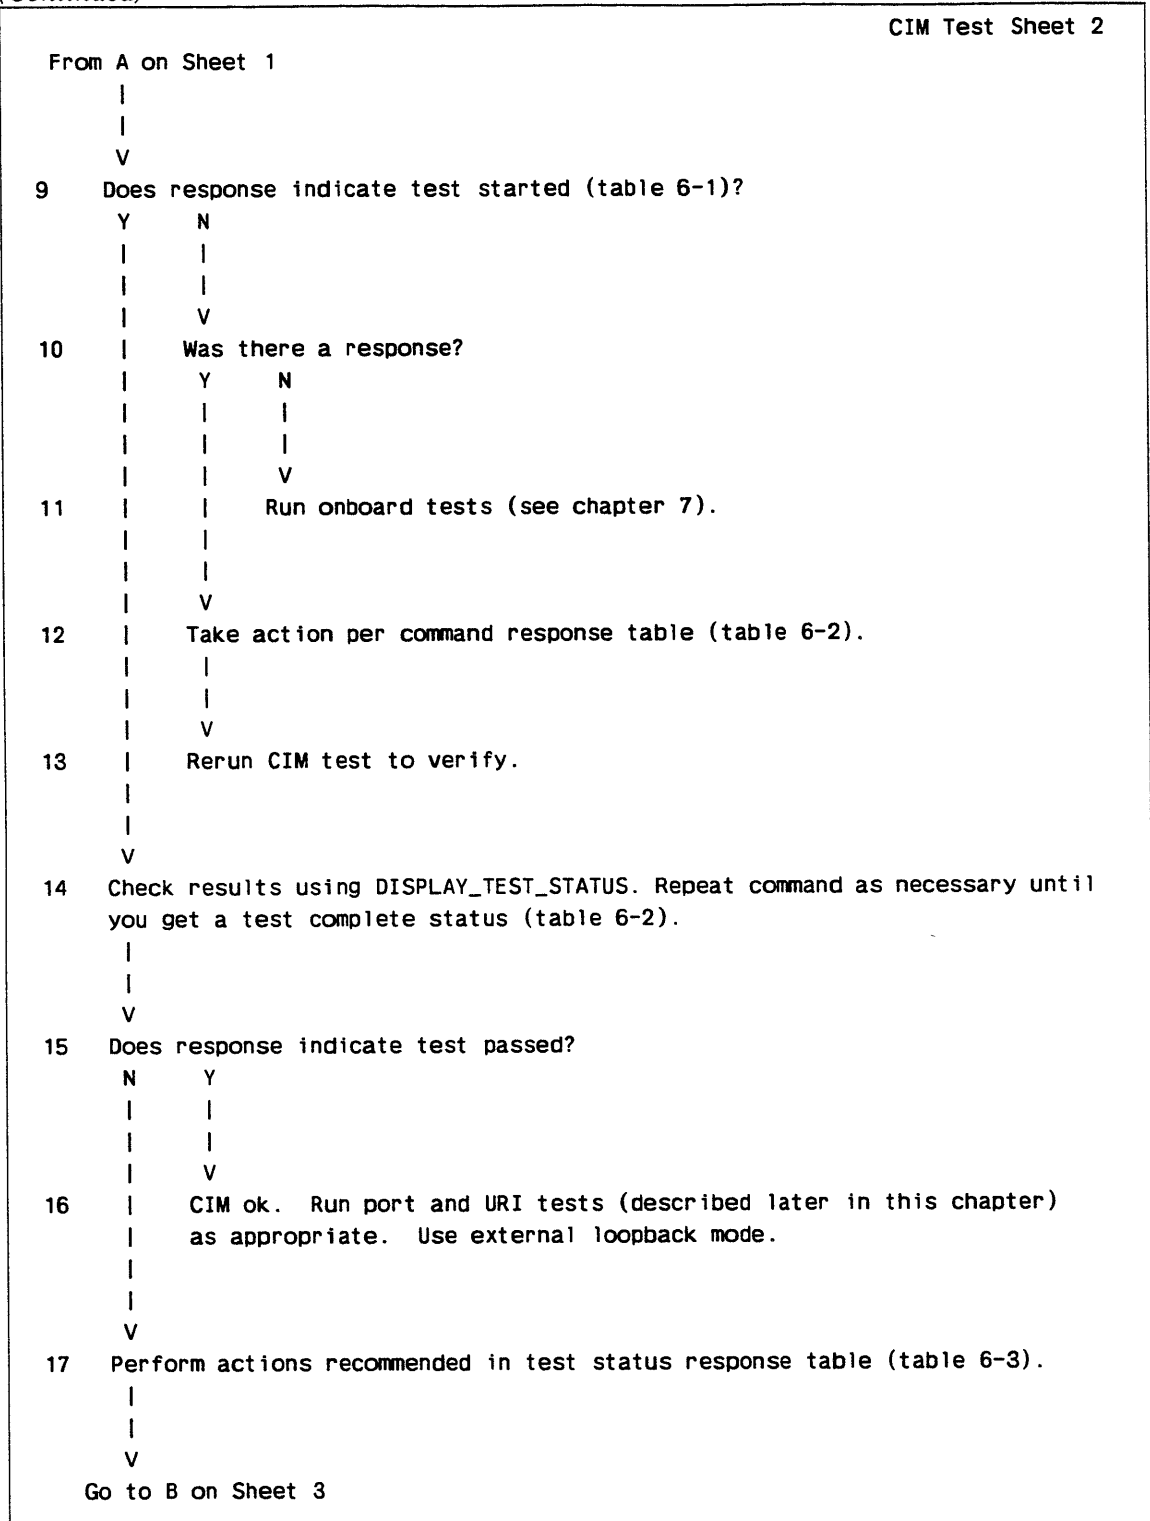 CIM Test Sheet 2
From A on Sheet 1
|
|
V
9 Does response indicate test started (table 6-1)?
Y N
| |
| |
| V
10 | Was there a response?
| Y N
| | |
| | |
| | V
11 | | Run onboard tests (see chapter 7).
| |
| |
| V
12 | Take action per command response table (table 6-2).
| |
| |
| V
13 | Rerun CIM test to verify.
|
|
V
14 Check results using DISPLAY_TEST_STATUS. Repeat command as necessary until
you get a test complete status (table 6-2).
|
|
V
15 Does response indicate test passed?
N Y
| |
| |
| V
16 | CIM ok. Run port and URI tests (described later in this chapter)
| as appropriate. Use external loopback mode.
|
|
V
17 Perform actions recommended in test status response table (table 6-3).
|
|
V
Go to B on Sheet 3